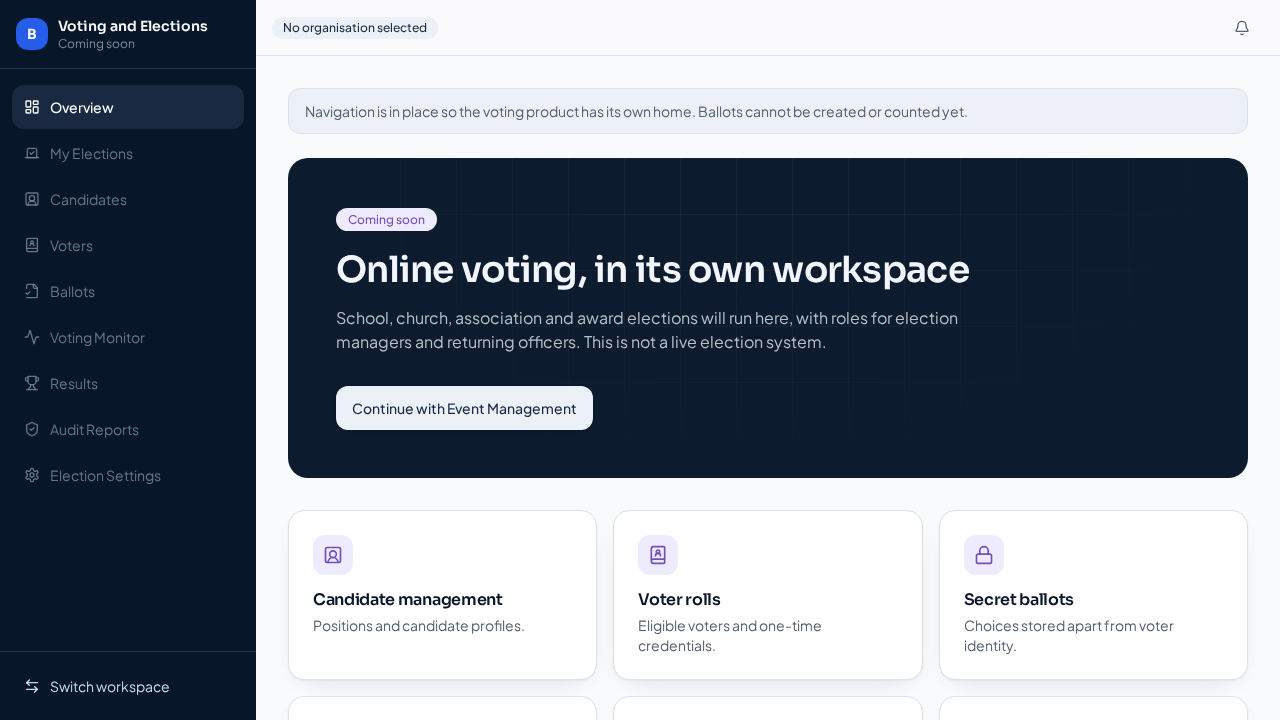 B
Voting and Elections
Coming soon
Overview
My Elections
Candidates
Voters
Ballots
Voting Monitor
Results
Audit Reports
Election Settings
Switch workspace
No organisation selected
Navigation is in place so the voting product has its own home. Ballots cannot be created or counted yet.
Coming soon
Online voting, in its own workspace
School, church, association and award elections will run here, with roles for election
managers and returning officers. This is not a live election system.
Continue with Event Management
Candidate management
Positions and candidate profiles.
Voter rolls
Eligible voters and one-time
credentials.
Secret ballots
Choices stored apart from voter
identity.